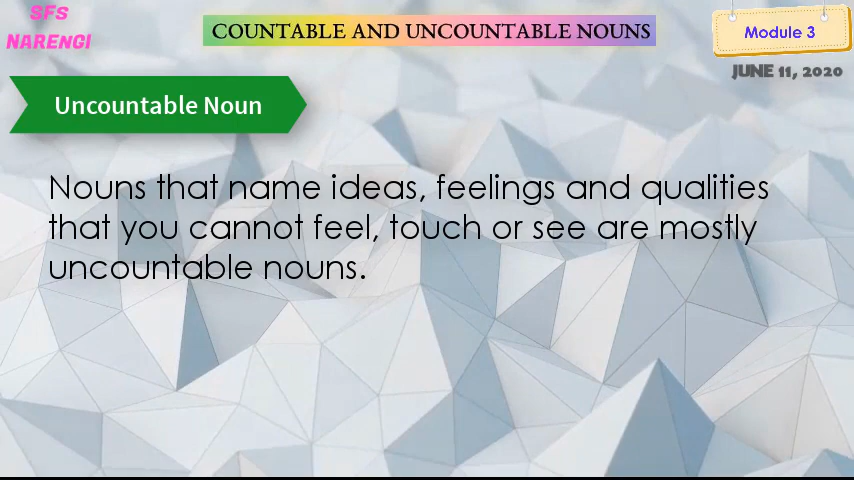 SFs
NARENGI
COUNTABLE AND UNCOUNTABLE NOUNS
Module 3
JUNE 11, 2020
Uncountable Noun
Nouns that name ideas, feelings and qualities
that you cannot feel, touch or see are mostly
uncountable nouns.